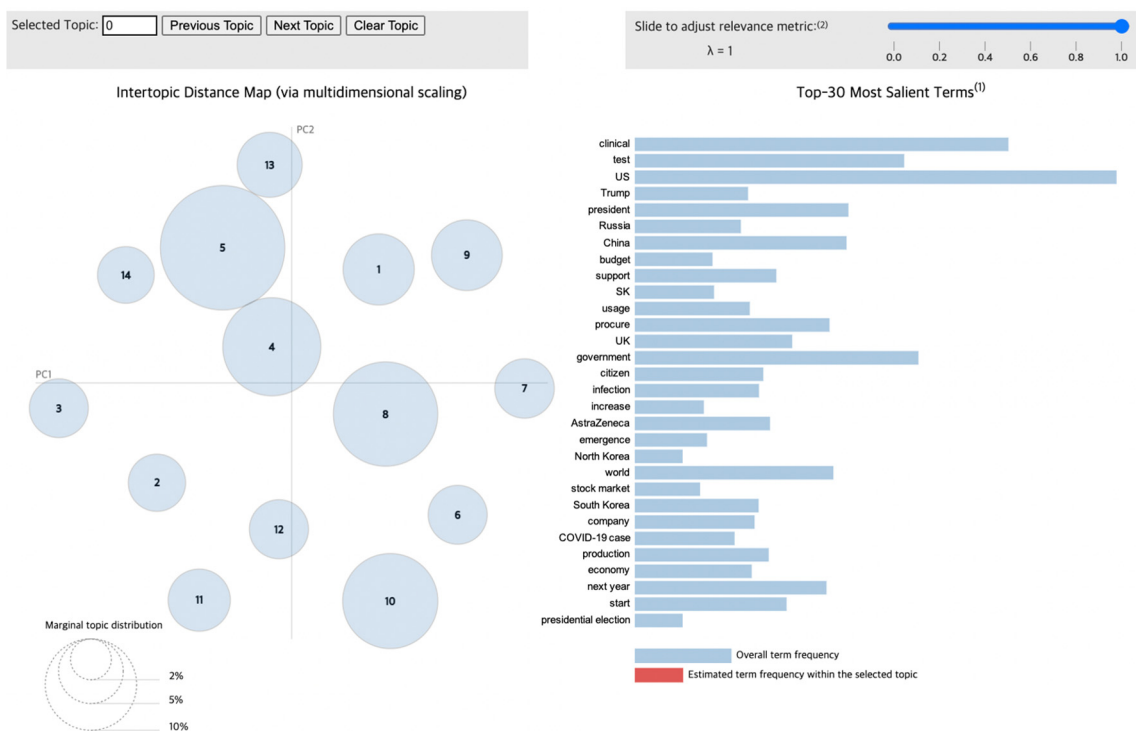 Selected Topic: 0 Previous Topic Next Topic Clear Topic
Slide to adjust relevance metric:(2)
λ = 1
0.0 0.2 0.4 0.6 0.8 1.0
Intertopic Distance Map (via multidimensional scaling)
PC2
PC1
13
5
9
1
14
4
7
3
8
2
6
12
11
10
Marginal topic distribution
2%
5%
10%
Top-30 Most Salient Terms(1)
clinical
test
US
Trump
president
Russia
China
budget
support
SK
usage
procure
UK
government
citizen
infection
increase
AstraZeneca
emergence
North Korea
world
stock market
South Korea
company
COVID-19 case
production
economy
next year
start
presidential election
Overall term frequency
Estimated term frequency within the selected topic